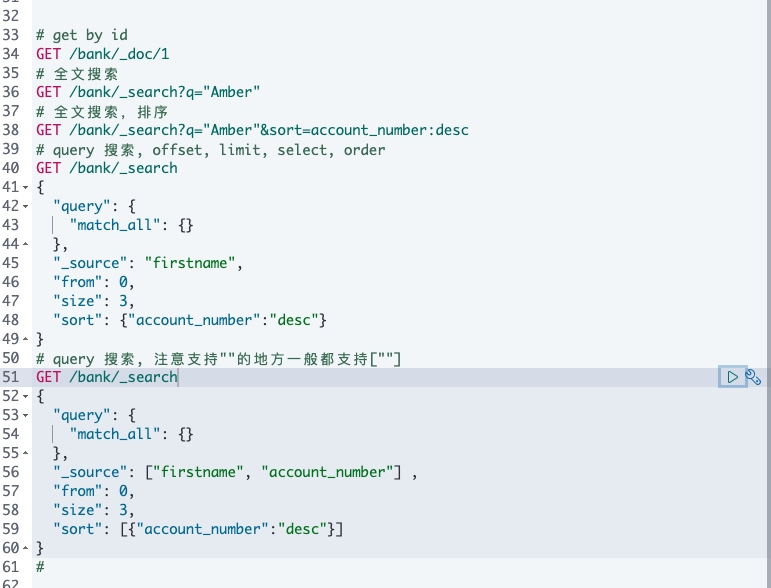 32
33 # get by id
34 GET /bank/_doc/1
35 # 全文搜索
36 GET /bank/_search?q="Amber"
37 # 全文搜索, 排序
38 GET /bank/_search?q="Amber"&sort=account_number:desc
39 # query 搜索, offset, limit, select, order
40 GET /bank/_search
41 {
42   "query": {
43     "match_all": {}
44   },
45   "_source": "firstname",
46   "from": 0,
47   "size": 3,
48   "sort": {"account_number":"desc"}
49 }
50 # query 搜索, 注意支持""的地方一般都支持[""]
51 GET /bank/_search
52 {
53   "query": {
54     "match_all": {}
55   },
56   "_source": ["firstname", "account_number"] ,
57   "from": 0,
58   "size": 3,
59   "sort": [{"account_number":"desc"}]
60 }
61 #